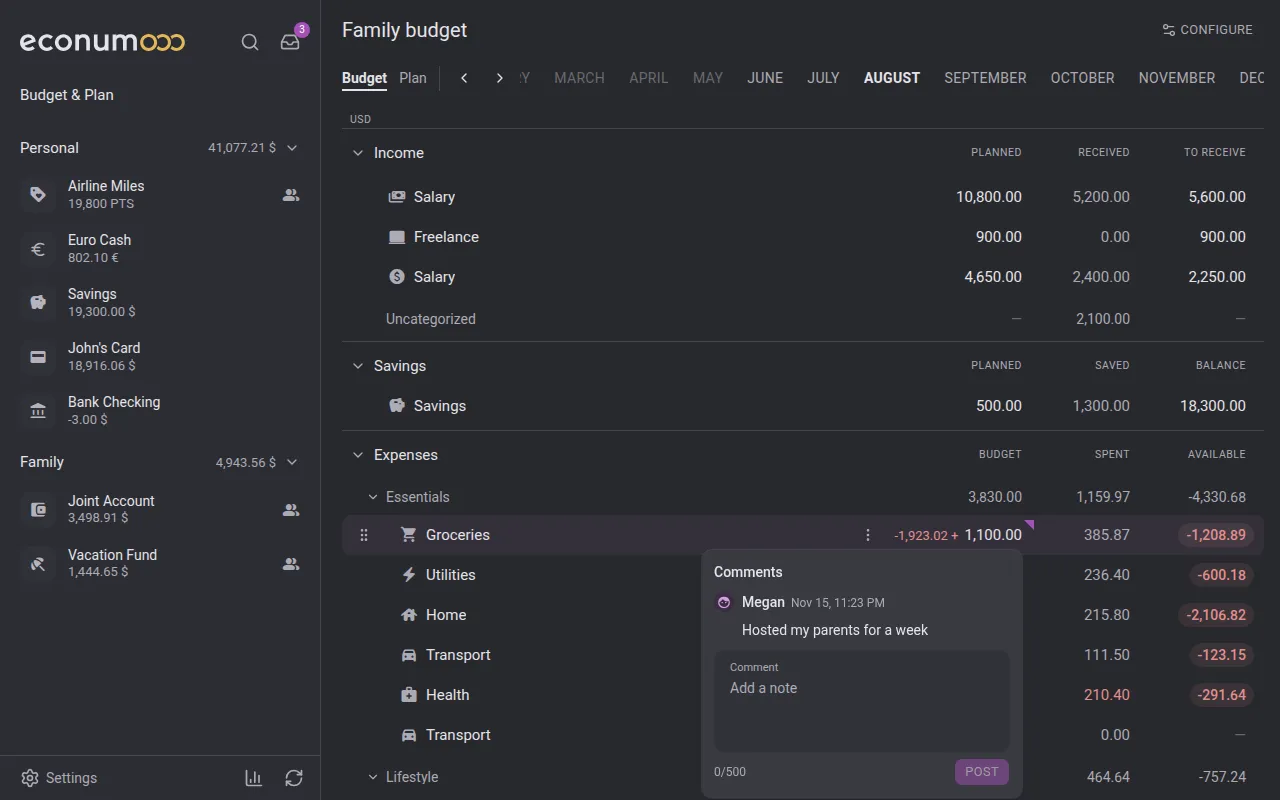 econumo
3
Budget & Plan
Personal 41,077.21 $
Airline Miles
19,800 PTS
Euro Cash
802.10 €
Savings
19,300.00 $
John's Card
18,916.06 $
Bank Checking
-3.00 $
Family 4,943.56 $
Joint Account
3,498.91 $
Vacation Fund
1,444.65 $
Settings
Family budget
CONFIGURE
Budget Plan Y MARCH APRIL MAY JUNE JULY AUGUST SEPTEMBER OCTOBER NOVEMBER DEC
USD
Income PLANNED RECEIVED TO RECEIVE
Salary 10,800.00 5,200.00 5,600.00
Freelance 900.00 0.00 900.00
Salary 4,650.00 2,400.00 2,250.00
Uncategorized — 2,100.00 —
Savings PLANNED SAVED BALANCE
Savings 500.00 1,300.00 18,300.00
Expenses BUDGET SPENT AVAILABLE
Essentials 3,830.00 1,159.97 -4,330.68
Groceries -1,923.02 + 1,100.00 385.87 -1,208.89
Utilities 236.40 -600.18
Home 215.80 -2,106.82
Transport 111.50 -123.15
Health 210.40 -291.64
Transport 0.00 —
Lifestyle 464.64 -757.24
Comments
Megan Nov 15, 11:23 PM
Hosted my parents for a week
Comment
Add a note
0/500 POST